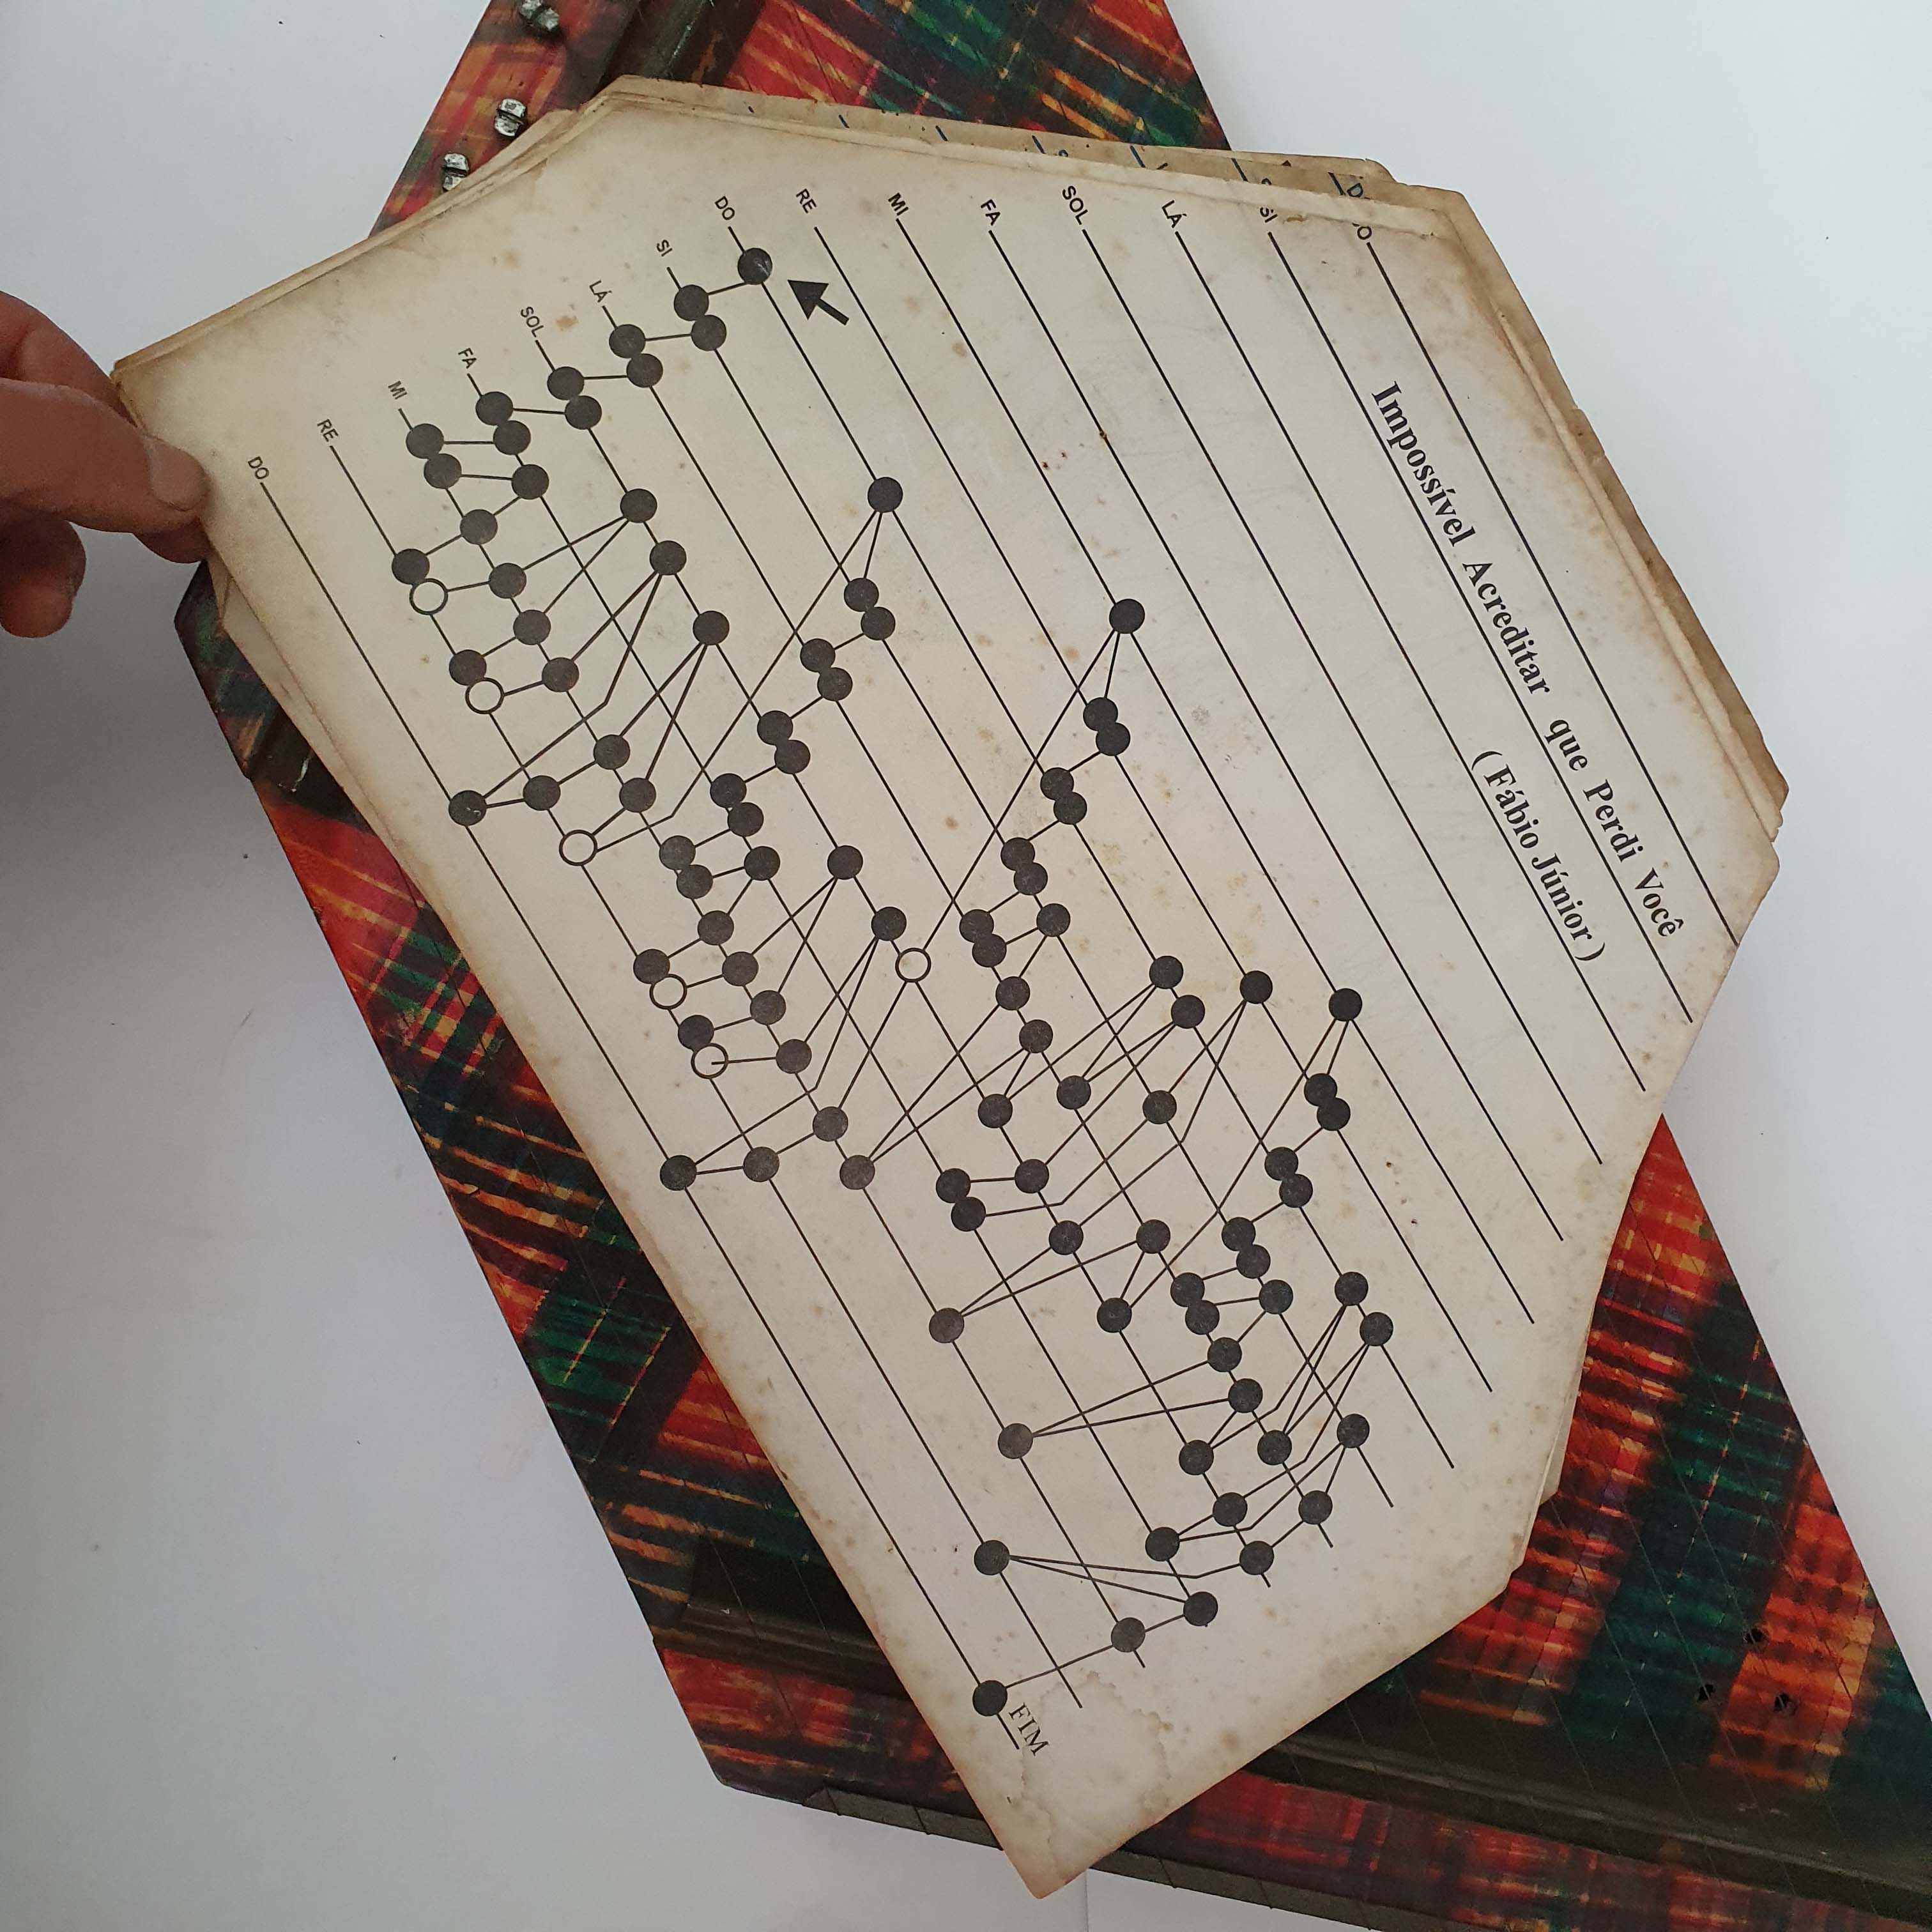 Impossível Acreditar que Perdi Você
(Fábio Júnior)
DO
RE
MI
FA
SOL
LÁ
SI
DO
RE
MI
FA
SOL
LÁ
SI
FIM